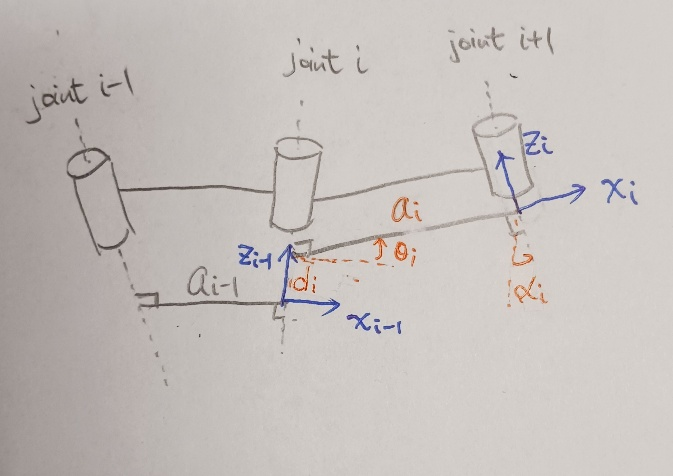 joint i-1
joint i
joint i+1
zi
xi
ai
zi-1
θi
ai-1
di
αi
xi-1